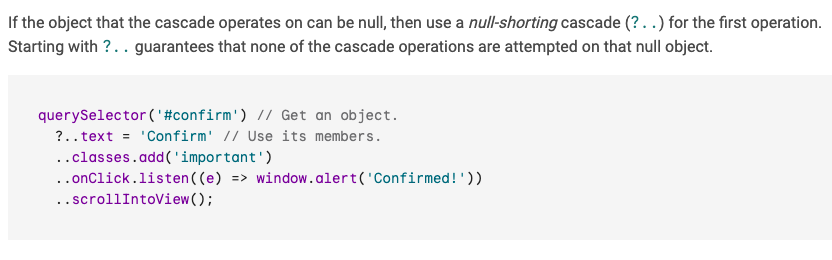 If the object that the cascade operates on can be null, then use a null-shorting cascade (?..) for the first operation.
Starting with ?.. guarantees that none of the cascade operations are attempted on that null object.
querySelector('#confirm') // Get an object.
  ?..text = 'Confirm' // Use its members.
  ..classes.add('important')
  ..onClick.listen((e) => window.alert('Confirmed!'))
  ..scrollIntoView();